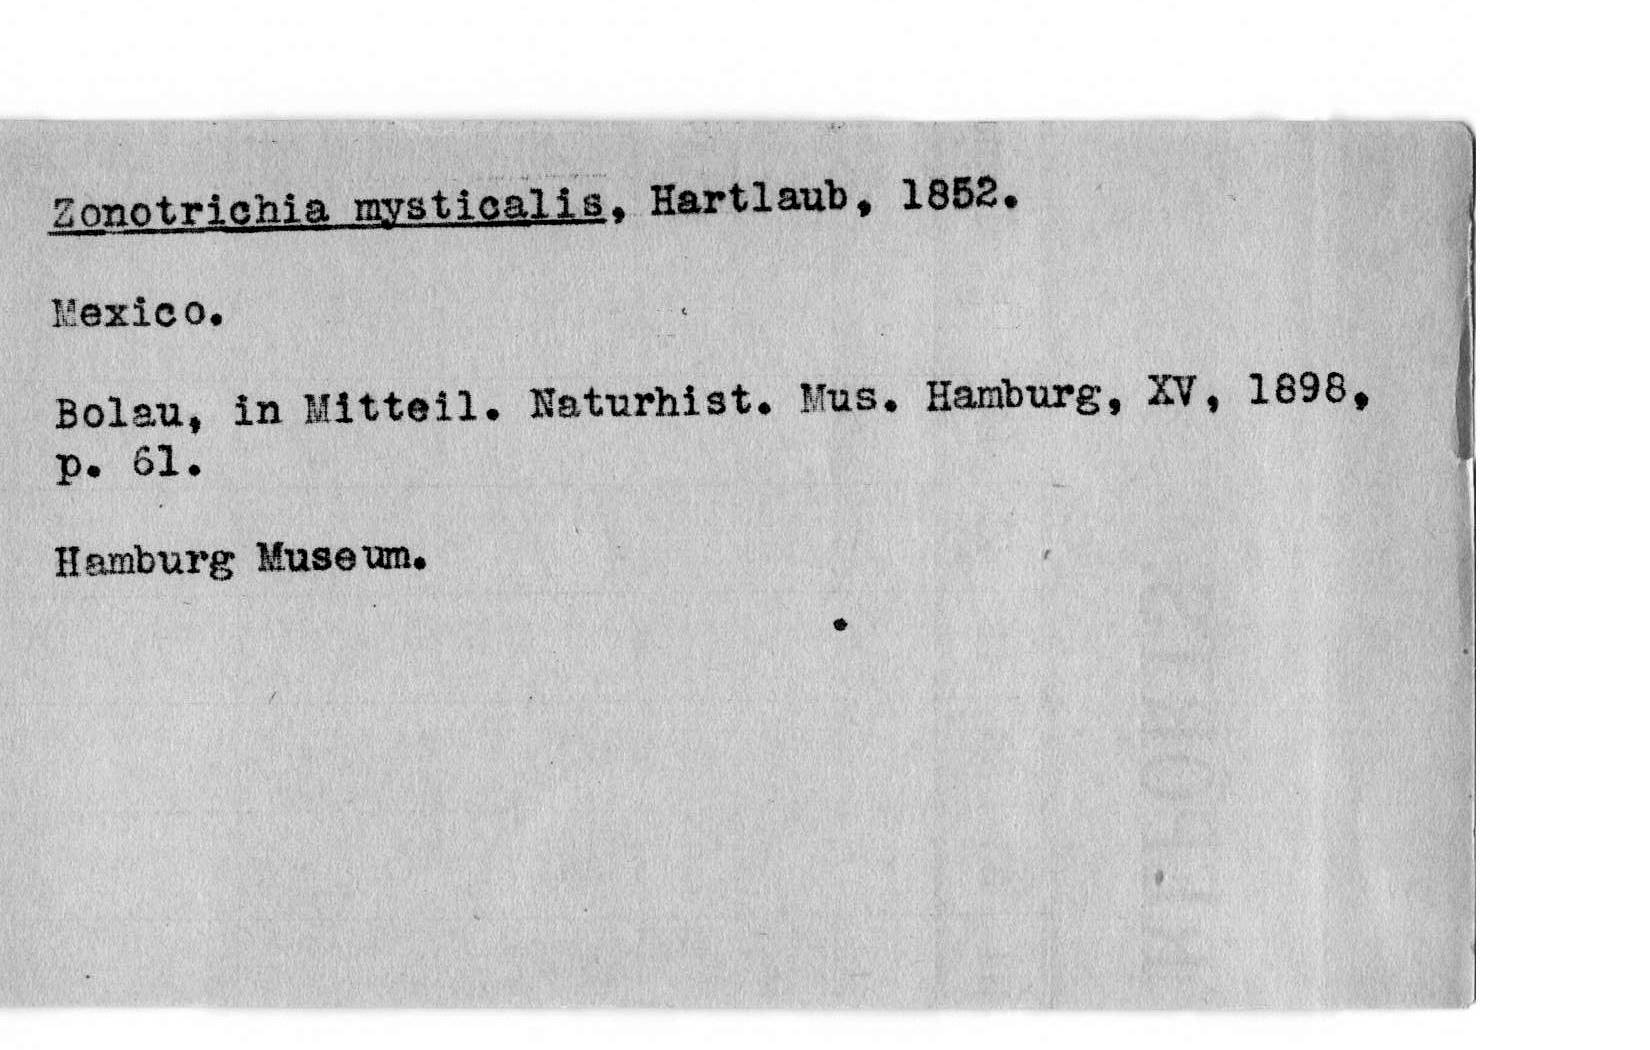 Zonotrichia mysticalis, Hartlaub, 1852.
Mexico.
Bolau, in Mitteil. Naturhist. Mus. Hamburg, XV, 1898,
p. 61.
Hamburg Museum.